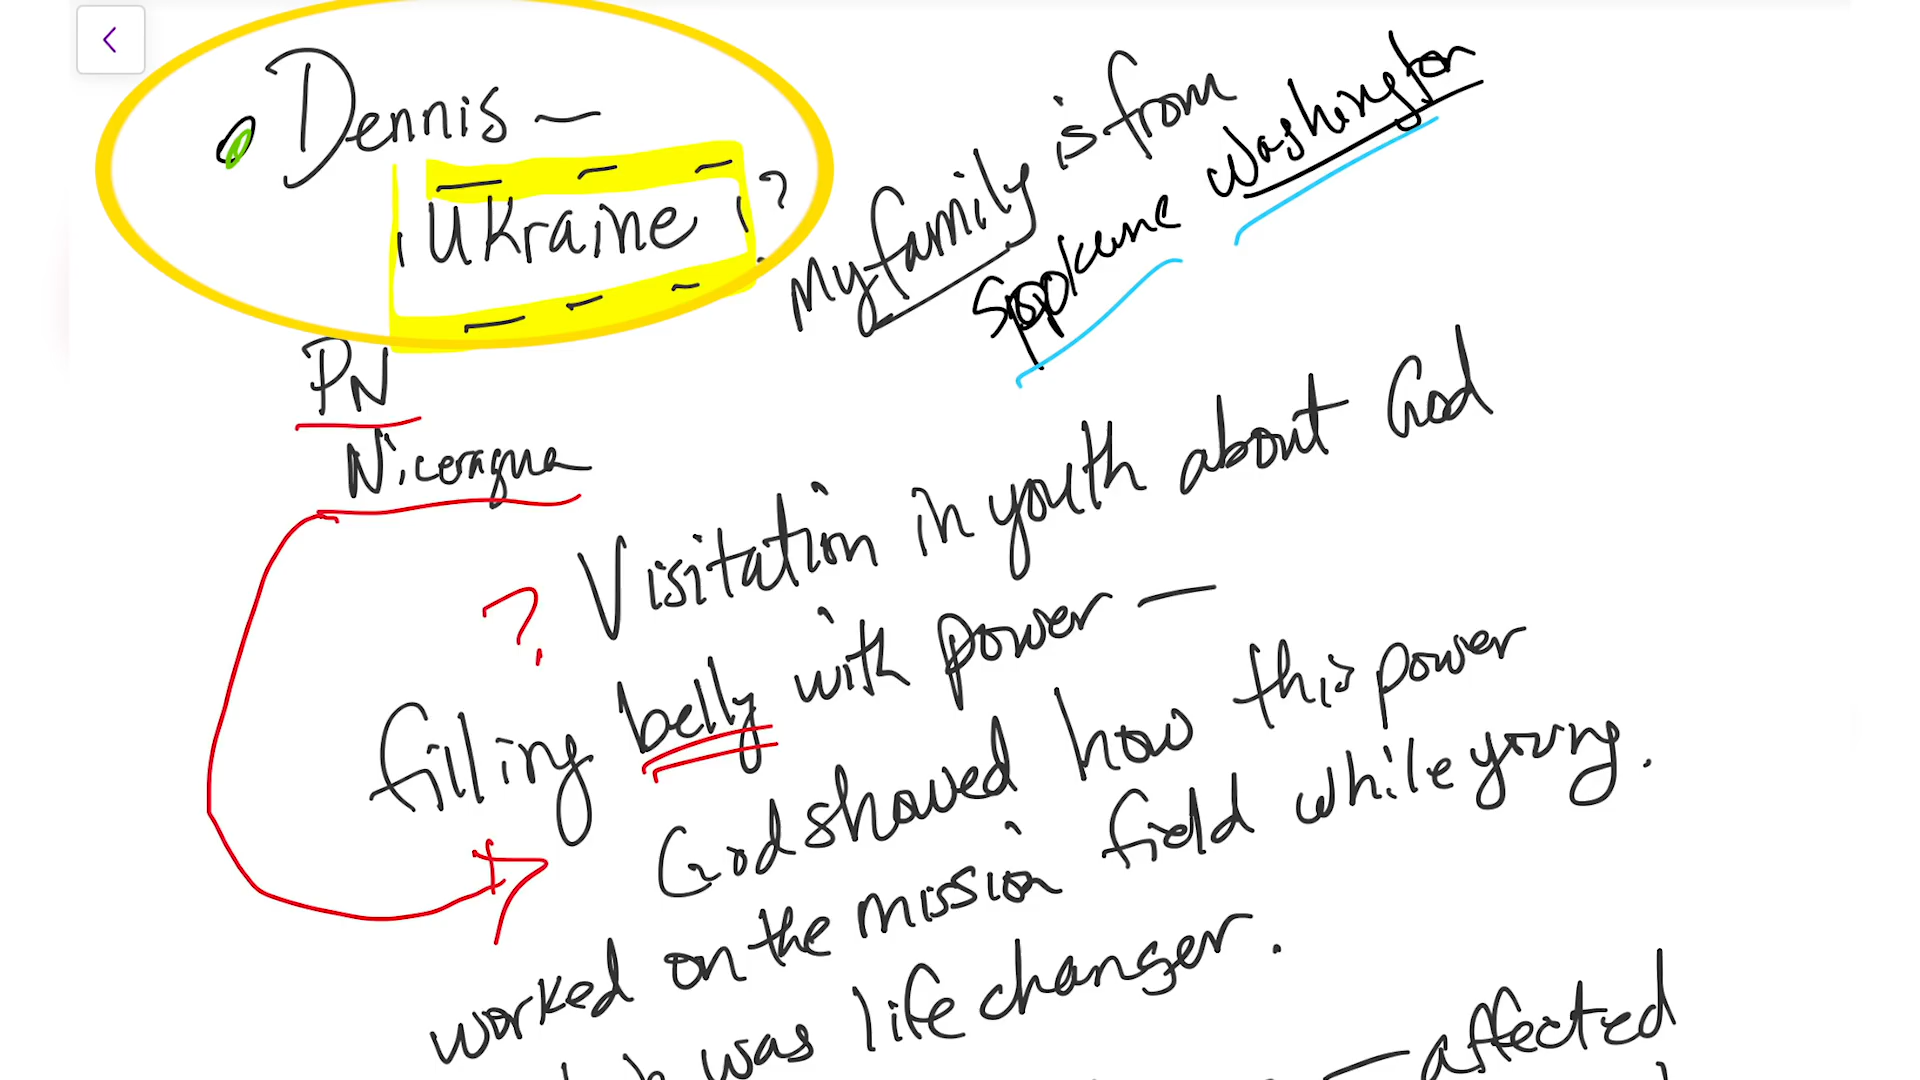 Dennis —
Ukraine ?
My family is from
Spokane Washington
PN
Niceragua
? Visitation in youth about God
filling belly with power —
God showed how this power
worked on the mission field while young.
was life changer.
— affected